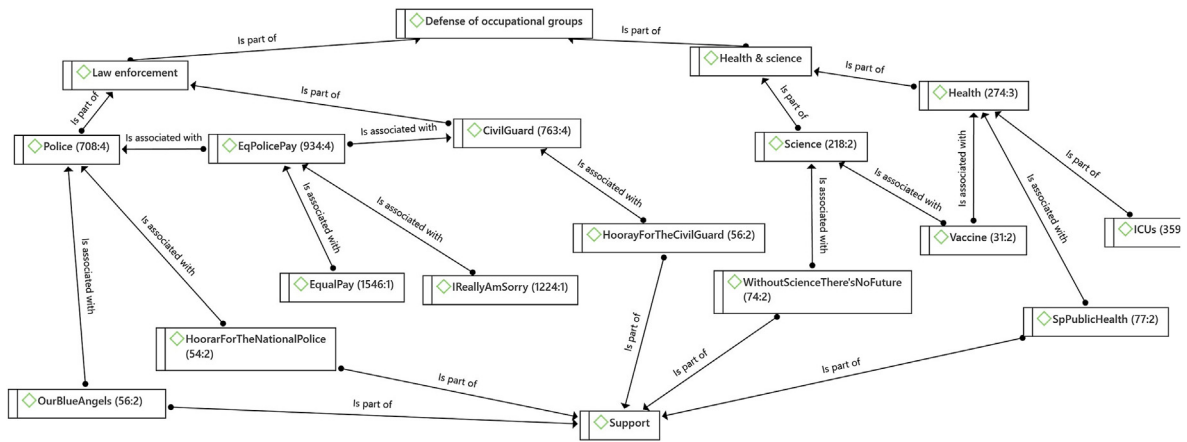 Defense of occupational groups
Is part of
Is part of
Law enforcement
Health & science
Is part of
Is part of
Is part of
Is part of
Health (274:3)
Police (708:4)
Is associated with
EqPolicePay (934:4)
Is associated with
CivilGuard (763:4)
Science (218:2)
Is associated with
Is associated with
Is associated with
Is associated with
Is associated with
Is associated with
Is associated with
Is associated with
Is associated with
Is associated with
Is part of
HoorayForTheCivilGuard (56:2)
Vaccine (31:2)
ICUs (359
EqualPay (1546:1)
IReallyAmSorry (1224:1)
WithoutScienceThere'sNoFuture
(74:2)
SpPublicHealth (77:2)
HoorarForTheNationalPolice
(54:2)
Is part of
Is part of
Is part of
Is part of
OurBlueAngels (56:2)
Is part of
Support